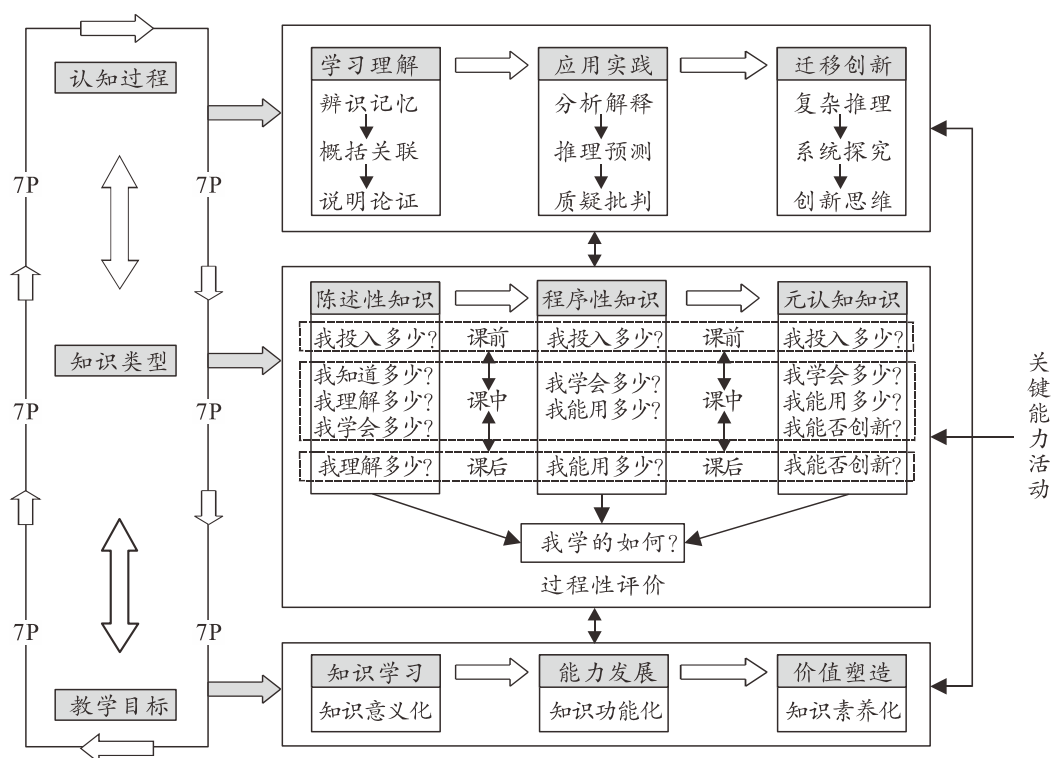 认知过程
7P
7P
知识类型
7P
7P
7P
7P
教学目标
学习理解
辨识记忆
概括关联
说明论证
应用实践
分析解释
推理预测
质疑批判
迁移创新
复杂推理
系统探究
创新思维
陈述性知识
程序性知识
元认知知识
我投入多少？
课前
我投入多少？
课前
我投入多少？
我知道多少？
我理解多少？
我学会多少？
课中
我学会多少？
我能用多少？
课中
我学会多少？
我能用多少？
我能否创新？
我理解多少？
课后
我能用多少？
课后
我能否创新？
我学的如何？
过程性评价
知识学习
知识意义化
能力发展
知识功能化
价值塑造
知识素养化
关键能力活动